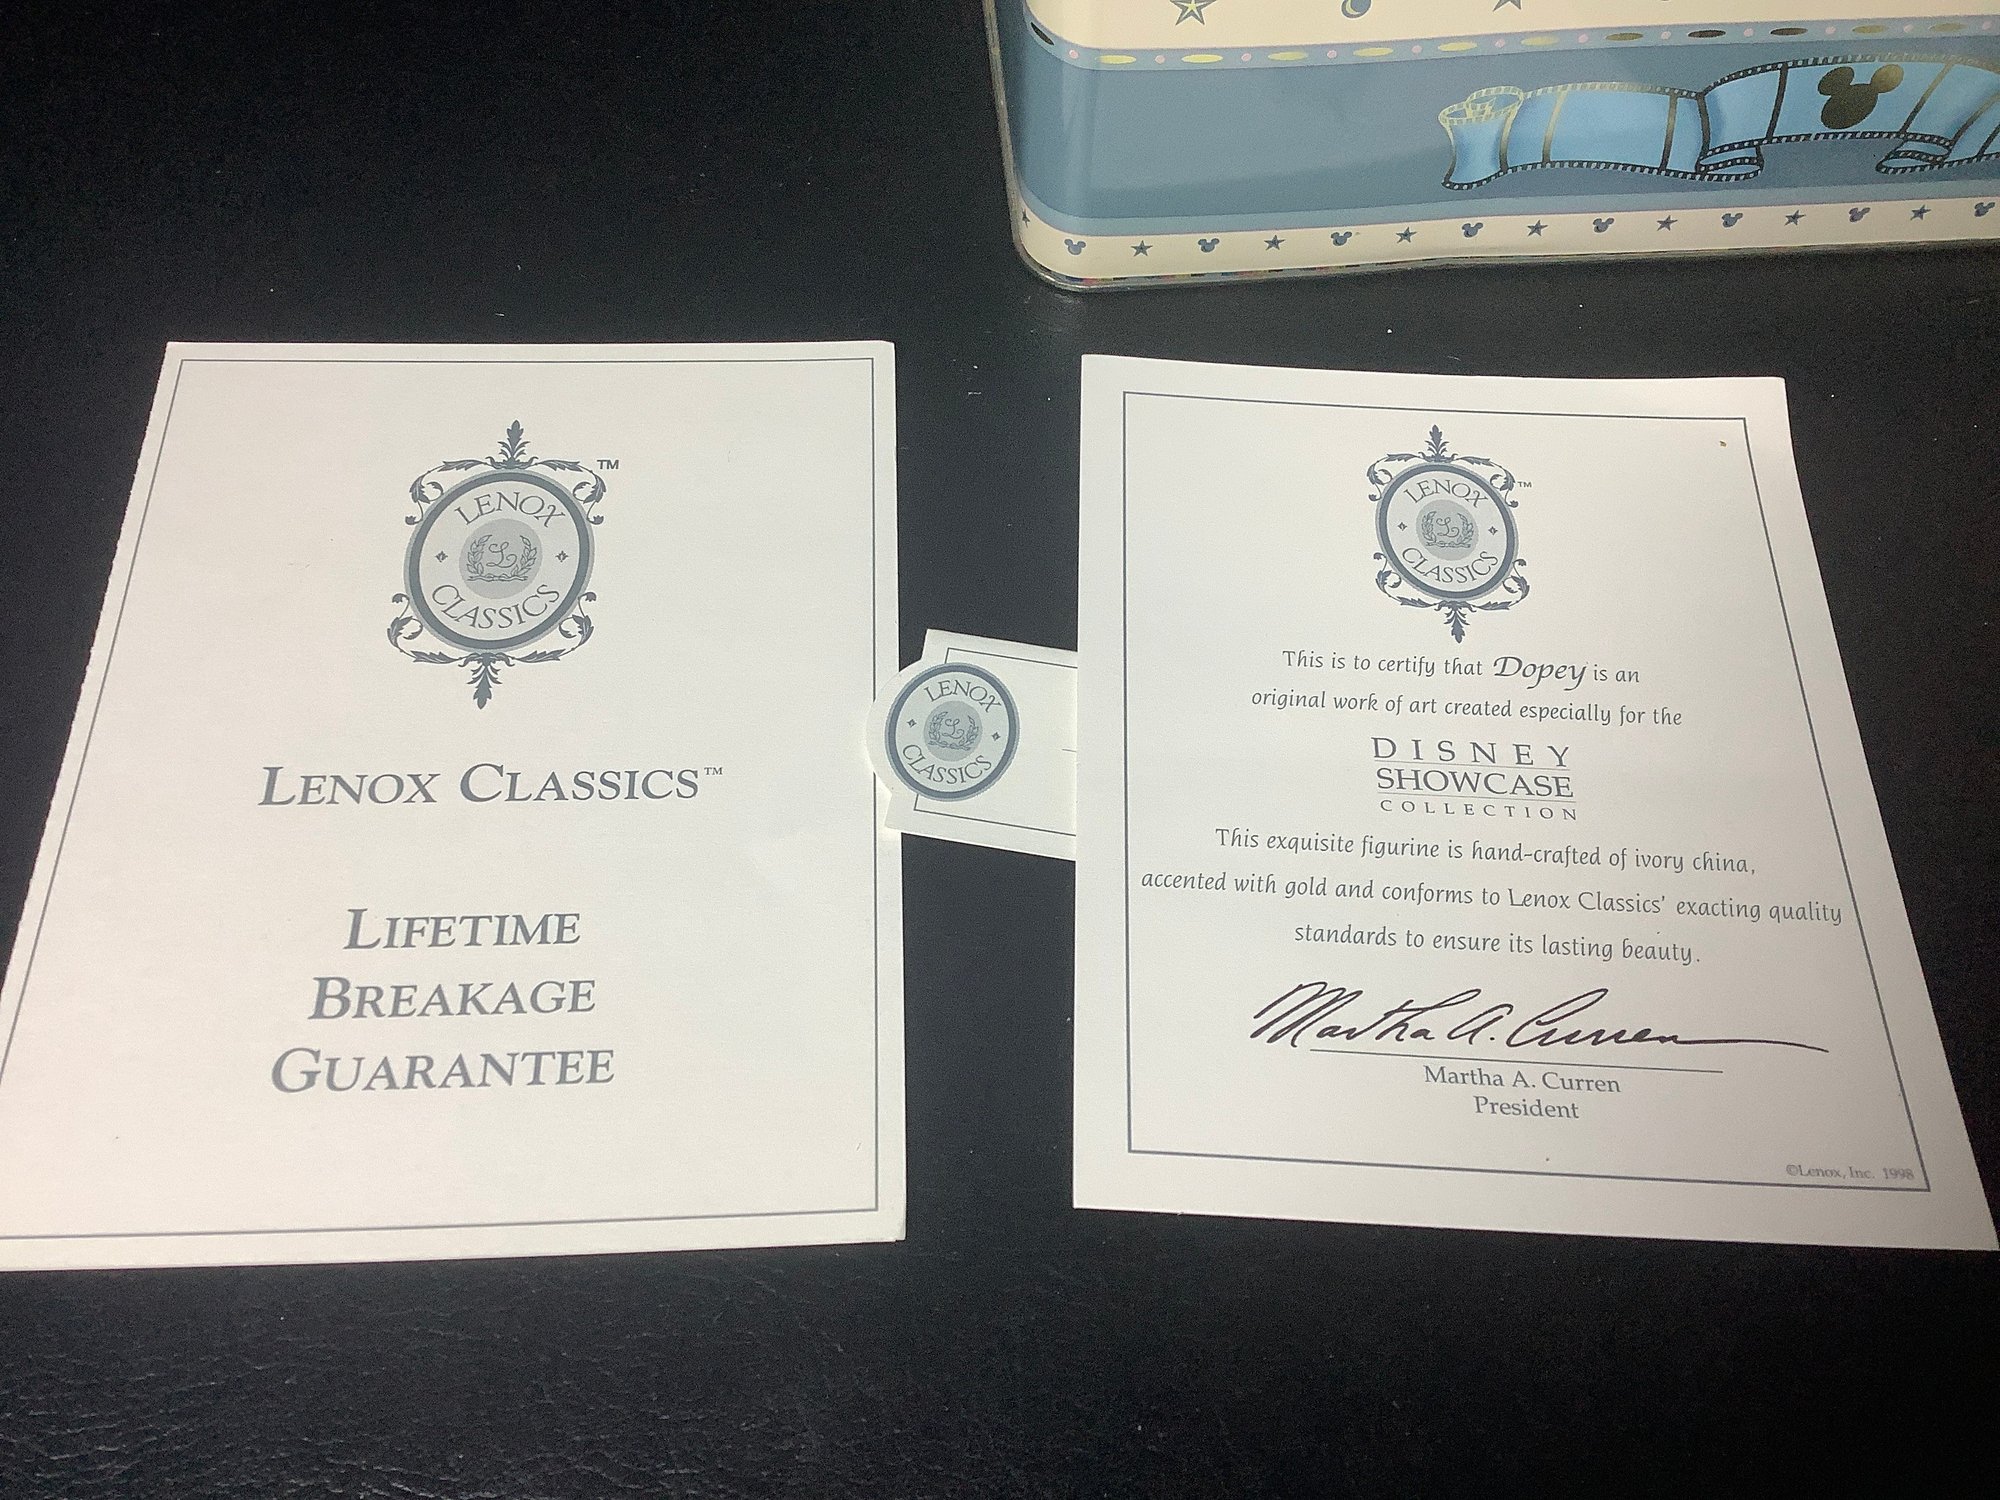 LENOX
L
CLASSICS
TM
LENOX CLASSICS™
LIFETIME
BREAKAGE
GUARANTEE
LENOX
L
CLASSICS
LENOX
L
CLASSICS
TM
This is to certify that Dopey is an
original work of art created especially for the
DISNEY
SHOWCASE
COLLECTION
This exquisite figurine is hand-crafted of ivory china,
accented with gold and conforms to Lenox Classics' exacting quality
standards to ensure its lasting beauty.
Martha A. Curren
Martha A. Curren
President
©Lenox, Inc. 1998